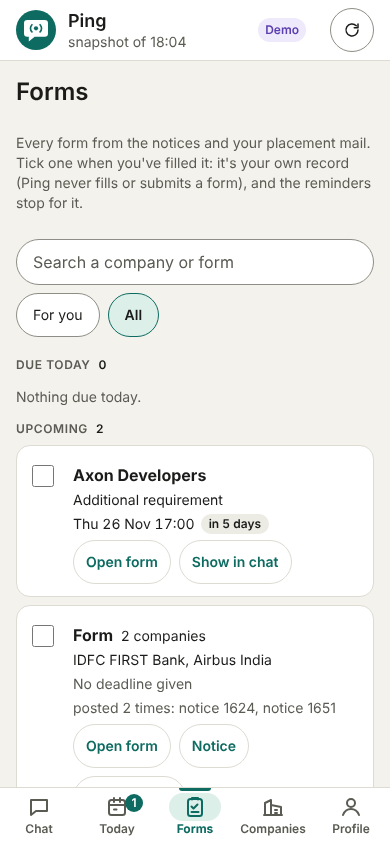 Ping
snapshot of 18:04
Demo
Forms
Every form from the notices and your placement mail.
Tick one when you've filled it: it's your own record
(Ping never fills or submits a form), and the reminders
stop for it.
Search a company or form
For you
All
DUE TODAY 0
Nothing due today.
UPCOMING 2
Axon Developers
Additional requirement
Thu 26 Nov 17:00 in 5 days
Open form
Show in chat
Form 2 companies
IDFC FIRST Bank, Airbus India
No deadline given
posted 2 times: notice 1624, notice 1651
Open form
Notice
1
Chat
Today
Forms
Companies
Profile